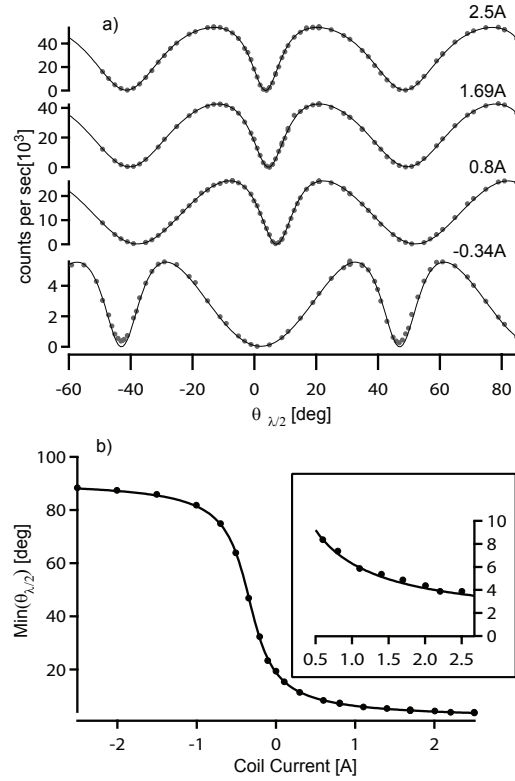 a)
2.5A
40
20
0
1.69A
40
20
0
0.8A
20
10
0
-0.34A
4
2
0
counts per sec[10³]
-60 -40 -20 0 20 40 60 80
θ λ/2 [deg]
b)
100
80
60
40
20
Min(θλ/2) [deg]
-2 -1 0 1 2
Coil Current [A]
10
8
6
4
2
0
0.5 1.0 1.5 2.0 2.5